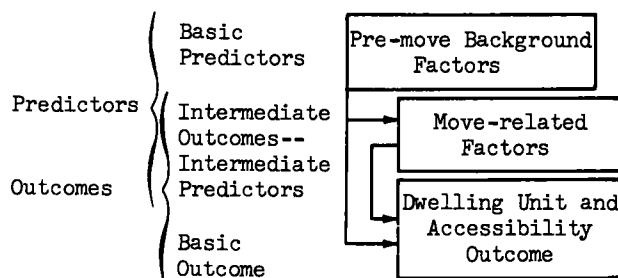 Predictors
Outcomes
Basic
Predictors
Intermediate
Outcomes--
Intermediate
Predictors
Basic
Outcome
Pre-move Background
Factors
Move-related
Factors
Dwelling Unit and
Accessibility
Outcome